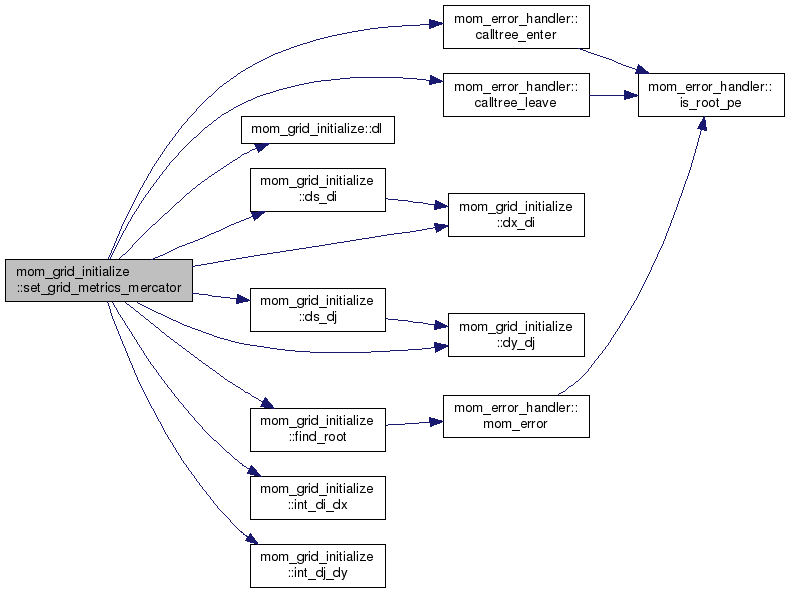 mom_error_handler::
calltree_enter
mom_error_handler::
calltree_leave
mom_error_handler::
is_root_pe
mom_grid_initialize::dl
mom_grid_initialize
::ds_di
mom_grid_initialize
::dx_di
mom_grid_initialize
::set_grid_metrics_mercator
mom_grid_initialize
::ds_dj
mom_grid_initialize
::dy_dj
mom_grid_initialize
::find_root
mom_error_handler::
mom_error
mom_grid_initialize
::int_di_dx
mom_grid_initialize
::int_dj_dy